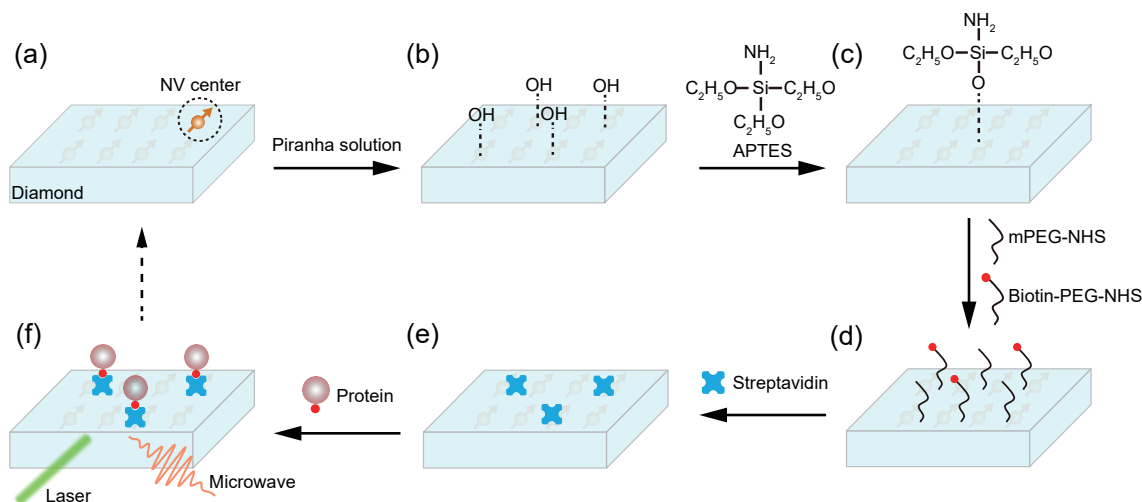 (a)
NV center
Diamond
Piranha solution
(b)
OH
OH
OH
OH
NH₂
C₂H₅O—Si—C₂H₅O
C₂H₅O
APTES
(c)
NH₂
C₂H₅O—Si—C₂H₅O
O
mPEG-NHS
Biotin-PEG-NHS
(d)
Streptavidin
(e)
Protein
(f)
Laser
Microwave